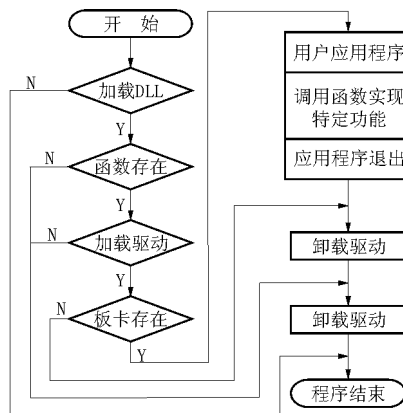 开 始
加载DLL
N
Y
函数存在
N
Y
加载驱动
N
Y
板卡存在
N
Y
用户应用程序
调用函数实现
特定功能
应用程序退出
卸载驱动
卸载驱动
程序结束